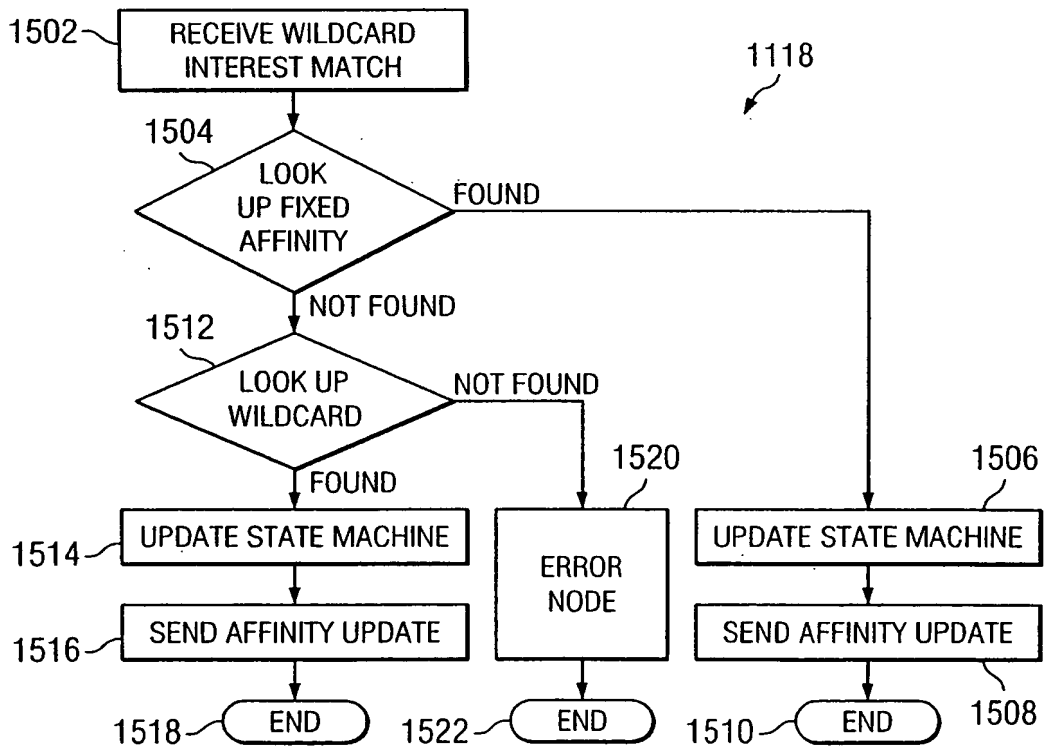 1502
RECEIVE WILDCARD
INTEREST MATCH
1118
1504
LOOK
UP FIXED
AFFINITY
FOUND
NOT FOUND
1512
LOOK UP
WILDCARD
NOT FOUND
FOUND
1520
1506
1514
UPDATE STATE MACHINE
ERROR
NODE
UPDATE STATE MACHINE
1516
SEND AFFINITY UPDATE
SEND AFFINITY UPDATE
1508
1518
END
1522
END
1510
END